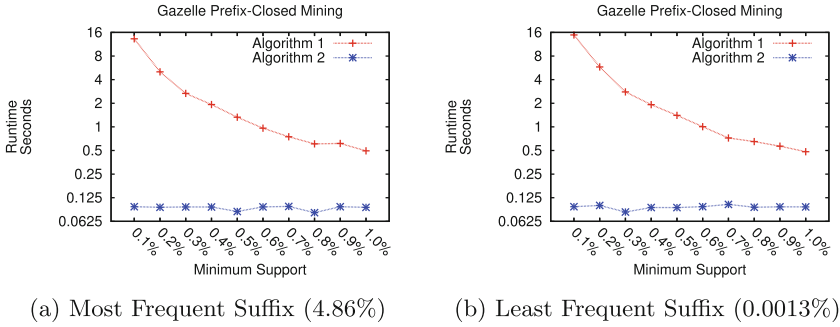 Gazelle Prefix-Closed Mining
16
8
4
2
1
0.5
0.25
0.125
0.0625
Runtime
Seconds
Algorithm 1
Algorithm 2
0.1%
0.2%
0.3%
0.4%
0.5%
0.6%
0.7%
0.8%
0.9%
1.0%
Minimum Support
(a) Most Frequent Suffix (4.86%)
Gazelle Prefix-Closed Mining
16
8
4
2
1
0.5
0.25
0.125
0.0625
Runtime
Seconds
Algorithm 1
Algorithm 2
0.1%
0.2%
0.3%
0.4%
0.5%
0.6%
0.7%
0.8%
0.9%
1.0%
Minimum Support
(b) Least Frequent Suffix (0.0013%)